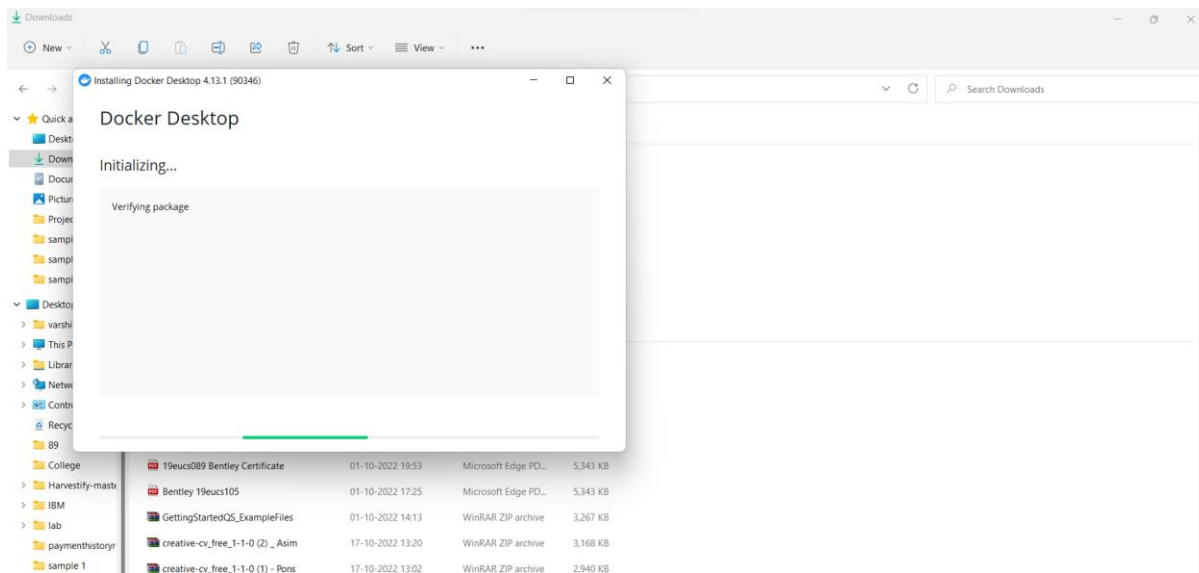 Downloads
New
Sort
View
Installing Docker Desktop 4.13.1 (90346)
Search Downloads
Docker Desktop
Initializing...
Verifying package
Quick a
Deskt
Down
Docur
Pictur
Projec
sampl
sampl
sampl
Desktop
varshi
This P
Librar
Netwo
Contro
Recyc
89
College
Harvestify-maste
IBM
lab
paymenthistoryr
sample 1
19eucs089 Bentley Certificate 01-10-2022 19:53 Microsoft Edge PD... 5,343 KB
Bentley 19eucs105 01-10-2022 17:25 Microsoft Edge PD... 5,343 KB
GettingStartedQS_ExampleFiles 01-10-2022 14:13 WinRAR ZIP archive 3,267 KB
creative-cv_free_1-1-0 (2) _ Asim 17-10-2022 13:20 WinRAR ZIP archive 3,168 KB
creative-cv_free_1-1-0 (1) - Pons 17-10-2022 13:02 WinRAR ZIP archive 2,940 KB